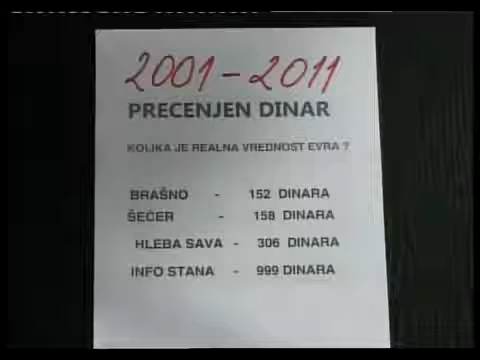 2001-2011
PRECENJEN DINAR
KOLIKA JE REALNA VREDNOST EVRA ?
BRAŠNO - 152 DINARA
ŠEĆER - 158 DINARA
HLEBA SAVA - 306 DINARA
INFO STANA - 999 DINARA